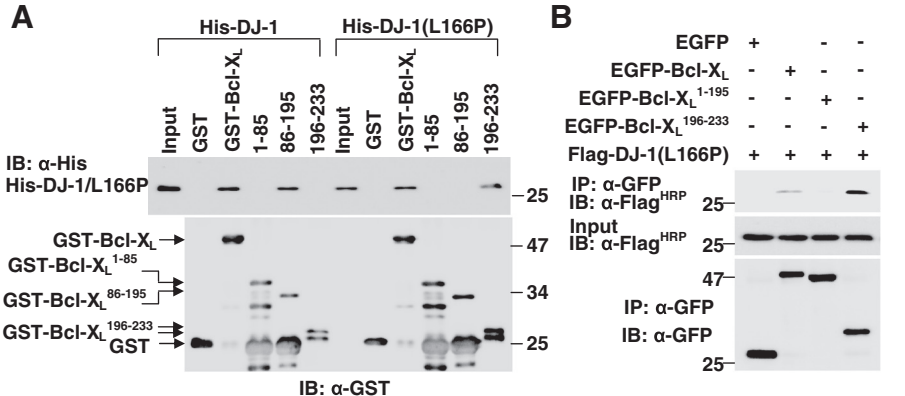 A
His-DJ-1
His-DJ-1(L166P)
Input
GST
GST-Bcl-XL
1-85
86-195
196-233
Input
GST
GST-Bcl-XL
1-85
86-195
196-233
IB: α-His
His-DJ-1/L166P
25
GST-Bcl-XL
GST-Bcl-XL1-85
GST-Bcl-XL86-195
GST-Bcl-XL196-233
GST
47
34
25
IB: α-GST
B
EGFP + - -
EGFP-Bcl-XL - + - -
EGFP-Bcl-XL1-195 - - + -
EGFP-Bcl-XL196-233 - - - +
Flag-DJ-1(L166P) + + + +
IP: α-GFP
IB: α-FlagHRP
25
Input
IB: α-FlagHRP
25
47
IP: α-GFP
IB: α-GFP
25